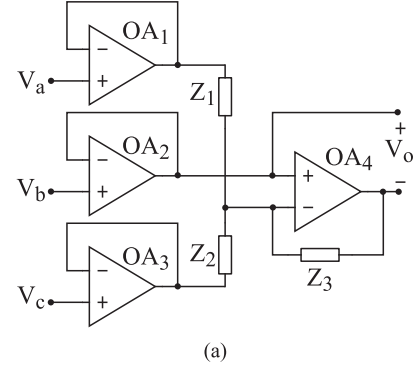 OA1
−
Va
+
Z1
OA2
−
Vb
+
+
Vo
−
OA4
+
−
OA3
−
Z2
Vc
+
Z3
(a)